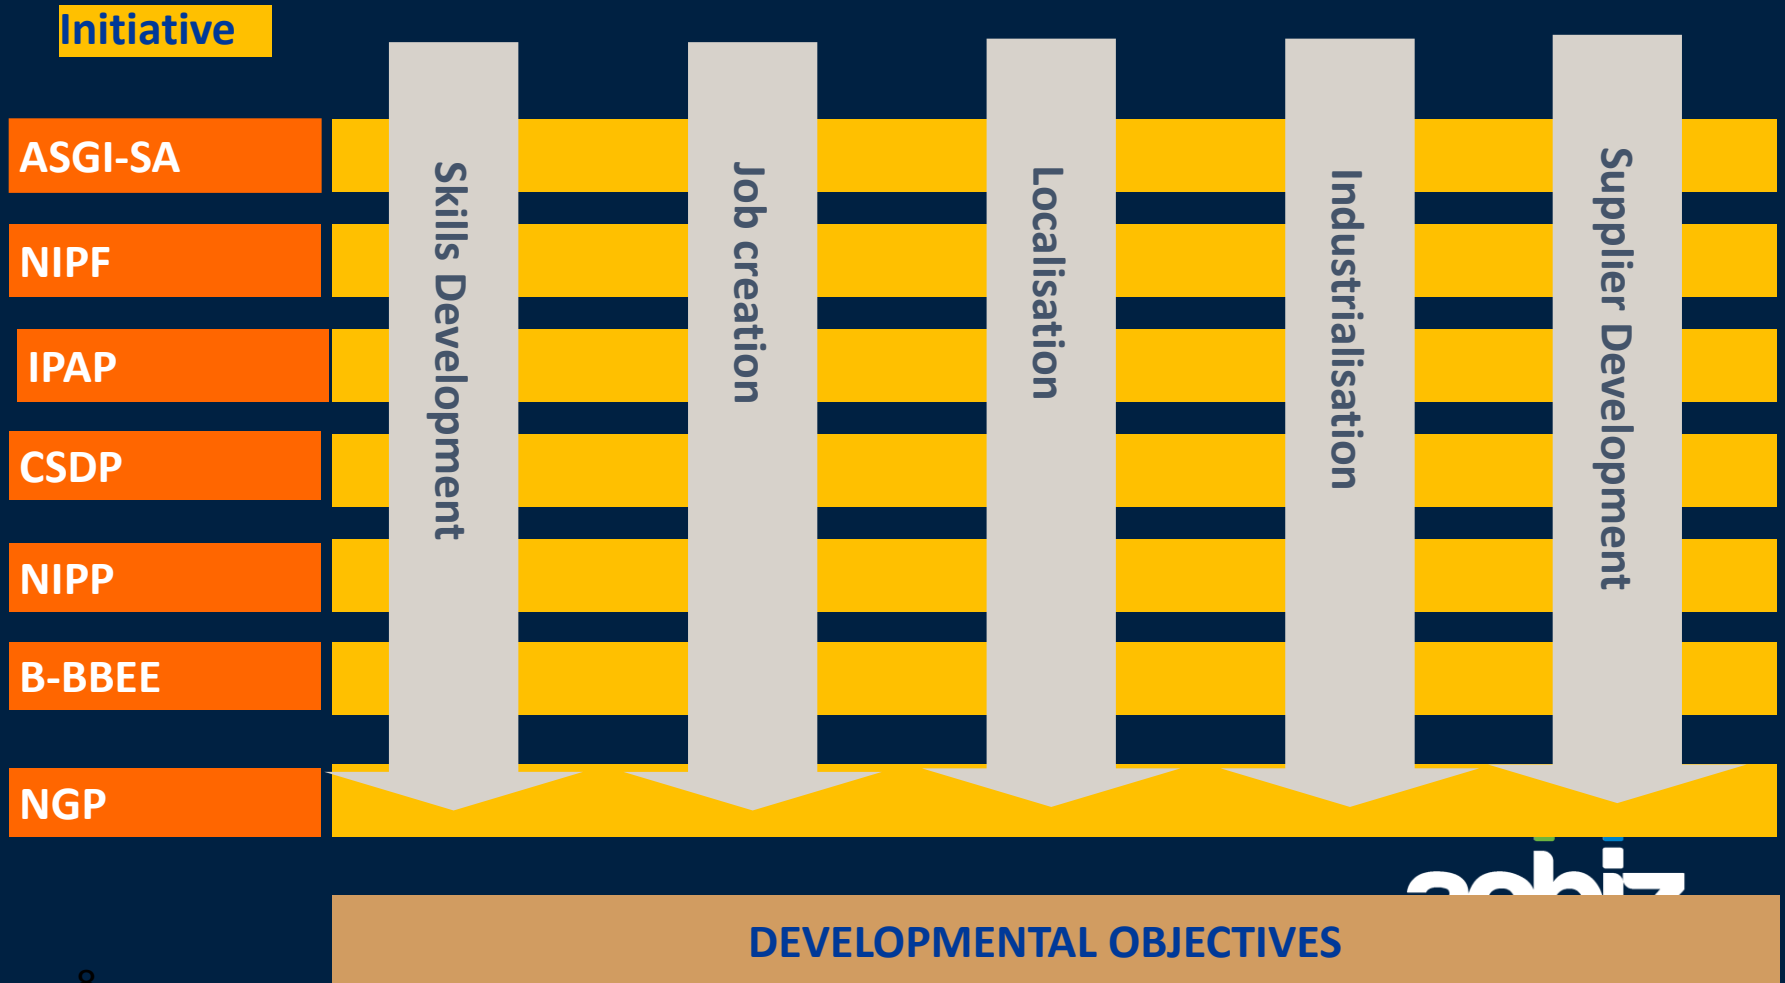 Initiative
ASGI-SA
NIPF
IPAP
CSDP
NIPP
B-BBEE
NGP
Skills Development
Job creation
Localisation
Industrialisation
Supplier Development
DEVELOPMENTAL OBJECTIVES